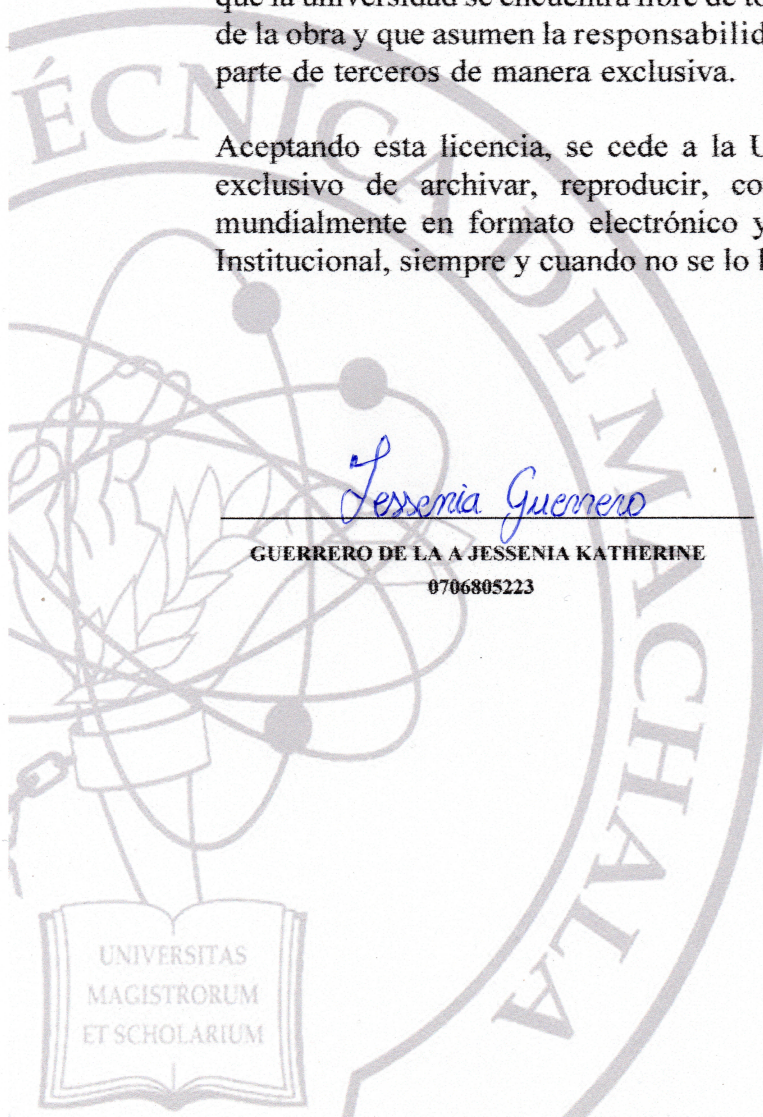 que la universidad se encuentra libre de to
de la obra y que asumen la responsabilid
parte de terceros de manera exclusiva.
Aceptando esta licencia, se cede a la U
exclusivo de archivar, reproducir, co
mundialmente en formato electrónico y
Institucional, siempre y cuando no se lo h
Jessenia Guerrero
GUERRERO DE LA A JESSENIA KATHERINE
0706805223
ÉCNICA DE MACHALA
UNIVERSITAS
MAGISTRORUM
ET SCHOLARIUM